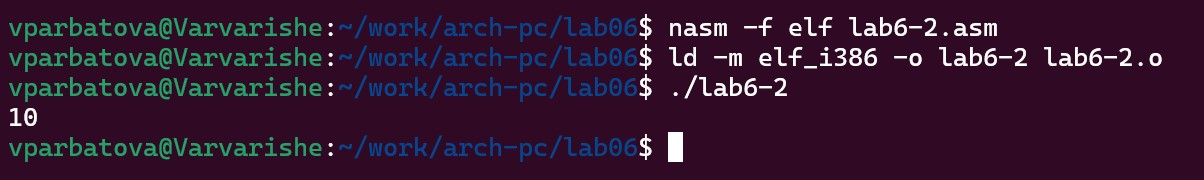 vparbatova@Varvarishe:~/work/arch-pc/lab06$ nasm -f elf lab6-2.asm
vparbatova@Varvarishe:~/work/arch-pc/lab06$ ld -m elf_i386 -o lab6-2 lab6-2.o
vparbatova@Varvarishe:~/work/arch-pc/lab06$ ./lab6-2
10
vparbatova@Varvarishe:~/work/arch-pc/lab06$